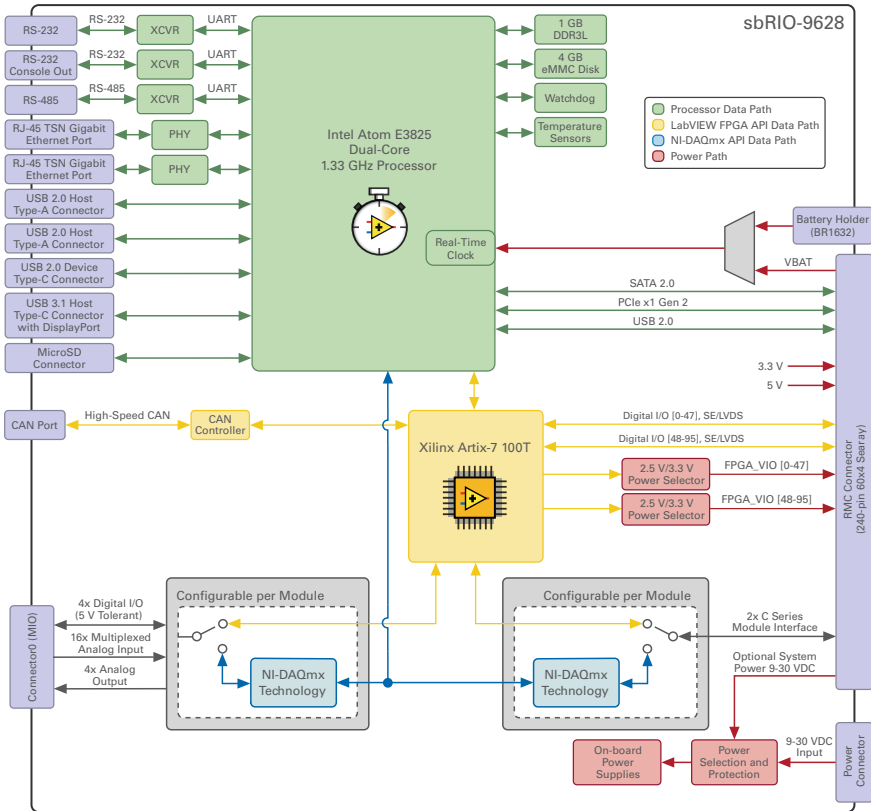 sbRIO-9628
RS-232
RS-232
XCVR
UART
RS-232
Console Out
RS-232
XCVR
UART
RS-485
RS-485
XCVR
UART
RJ-45 TSN Gigabit
Ethernet Port
PHY
RJ-45 TSN Gigabit
Ethernet Port
PHY
USB 2.0 Host
Type-A Connector
USB 2.0 Host
Type-A Connector
USB 2.0 Device
Type-C Connector
USB 3.1 Host
Type-C Connector
with DisplayPort
MicroSD
Connector
Intel Atom E3825
Dual-Core
1.33 GHz Processor
Real-Time
Clock
1 GB
DDR3L
4 GB
eMMC Disk
Watchdog
Temperature
Sensors
Processor Data Path
LabVIEW FPGA API Data Path
NI-DAQmx API Data Path
Power Path
Battery Holder
(BR1632)
VBAT
SATA 2.0
PCIe x1 Gen 2
USB 2.0
3.3 V
5 V
RMC Connector
(240-pin 60x4 Searay)
CAN Port
High-Speed CAN
CAN
Controller
Xilinx Artix-7 100T
Digital I/O [0-47], SE/LVDS
Digital I/O [48-95], SE/LVDS
2.5 V/3.3 V
Power Selector
FPGA_VIO [0-47]
2.5 V/3.3 V
Power Selector
FPGA_VIO [48-95]
Connector0 (MIO)
4x Digital I/O
(5 V Tolerant)
16x Multiplexed
Analog Input
4x Analog
Output
Configurable per Module
NI-DAQmx
Technology
Configurable per Module
NI-DAQmx
Technology
2x C Series
Module Interface
Optional System
Power 9-30 VDC
On-board
Power
Supplies
Power
Selection and
Protection
9-30 VDC
Input
Power
Connector